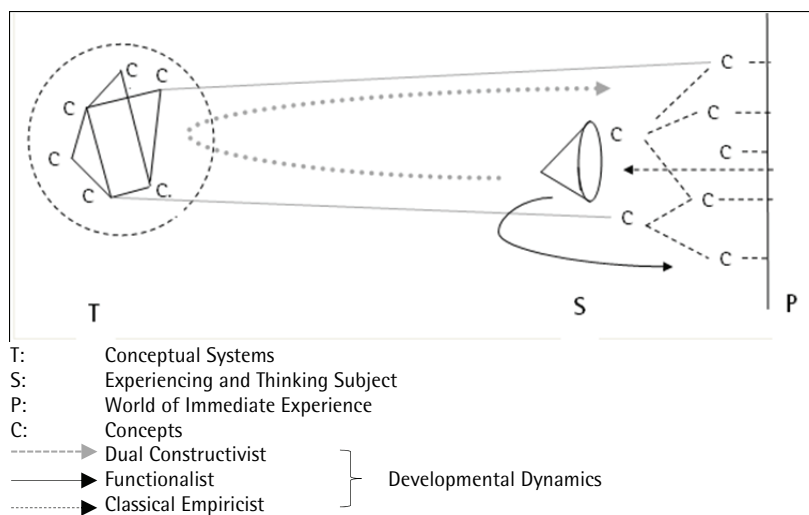 C
C
C
C
C
C
C
C
C
C.
C
C
C
C
T
S
P
T: Conceptual Systems
S: Experiencing and Thinking Subject
P: World of Immediate Experience
C: Concepts
Dual Constructivist
Functionalist Developmental Dynamics
Classical Empiricist